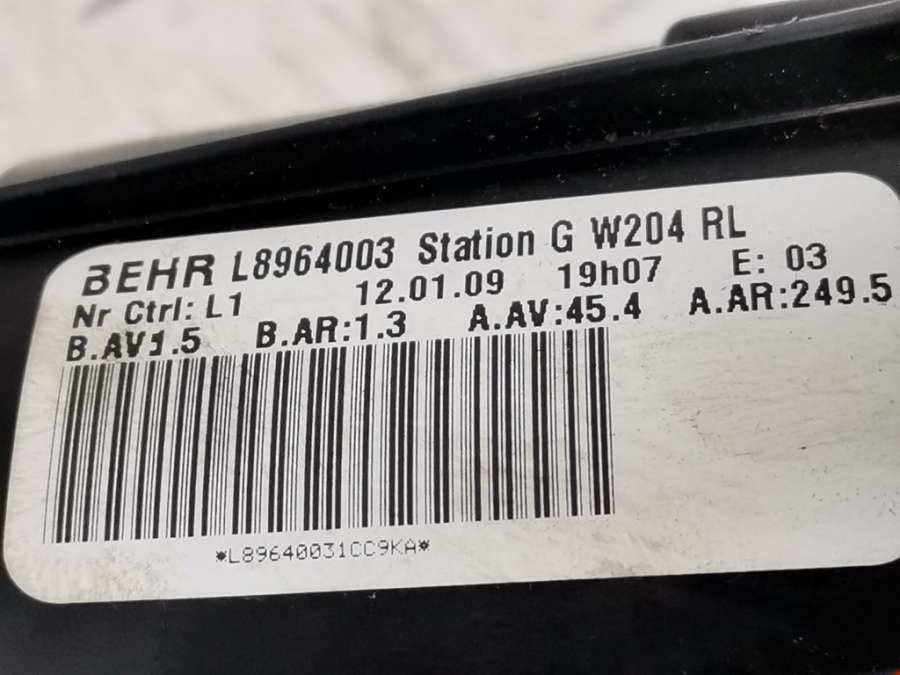 BEHR L8964003 Station G W204 RL
Nr Ctrl: L1 12.01.09 19h07 E: 03
B.AV1.5 B.AR:1.3 A.AV:45.4 A.AR:249.5
*L89640031CC9KA*